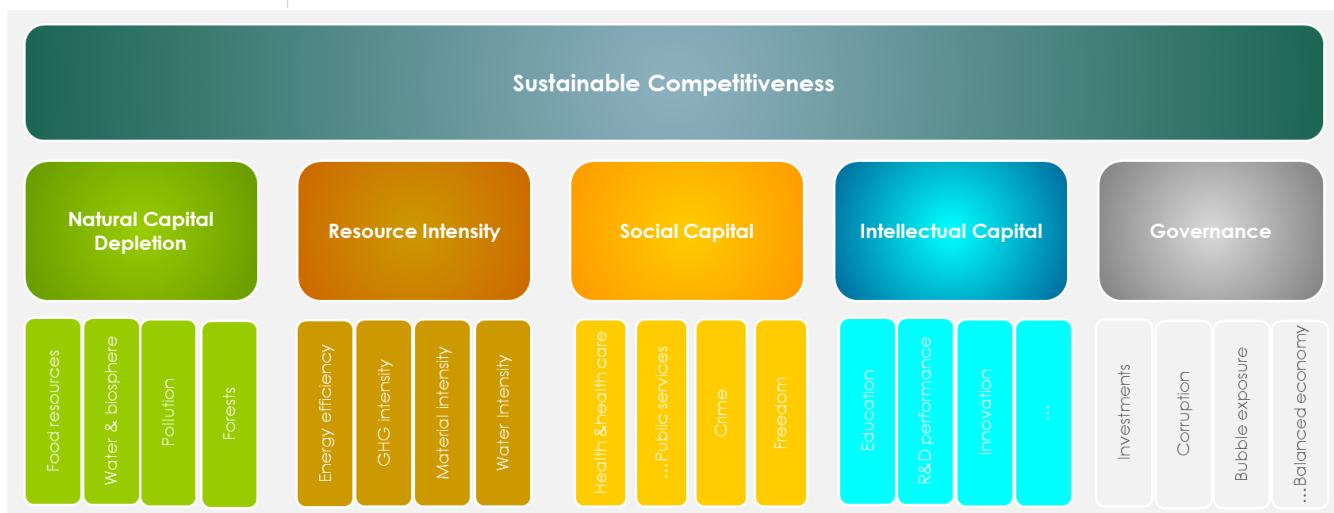 Sustainable Competitiveness
Natural Capital
Depletion
Resource Intensity
Social Capital
Intellectual Capital
Governance
Food resources
Water & biosphere
Pollution
Forests
Energy efficiency
GHG intensity
Material intensity
Water Intensity
Health &health care
...Public services
Crime
Freedom
Education
R&D performance
Innovation
...
Investments
Corruption
Bubble exposure
...Balanced economy